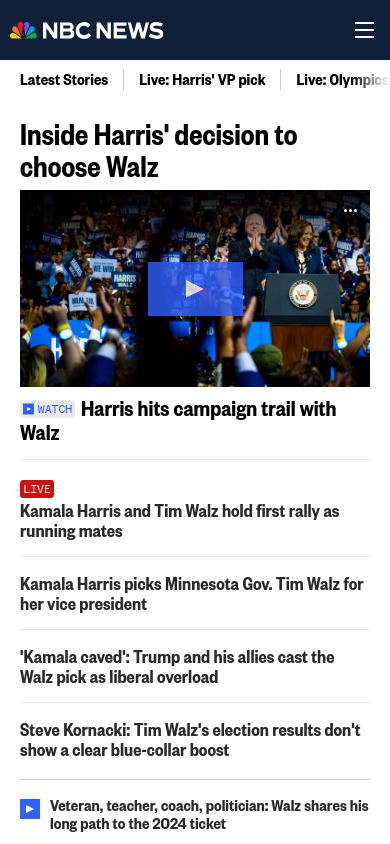 NBC NEWS
Latest Stories
Live: Harris' VP pick
Live: Olympics
Inside Harris' decision to
choose Walz
WATCH Harris hits campaign trail with
Walz
LIVE
Kamala Harris and Tim Walz hold first rally as
running mates
Kamala Harris picks Minnesota Gov. Tim Walz for
her vice president
'Kamala caved': Trump and his allies cast the
Walz pick as liberal overload
Steve Kornacki: Tim Walz's election results don't
show a clear blue-collar boost
Veteran, teacher, coach, politician: Walz shares his
long path to the 2024 ticket